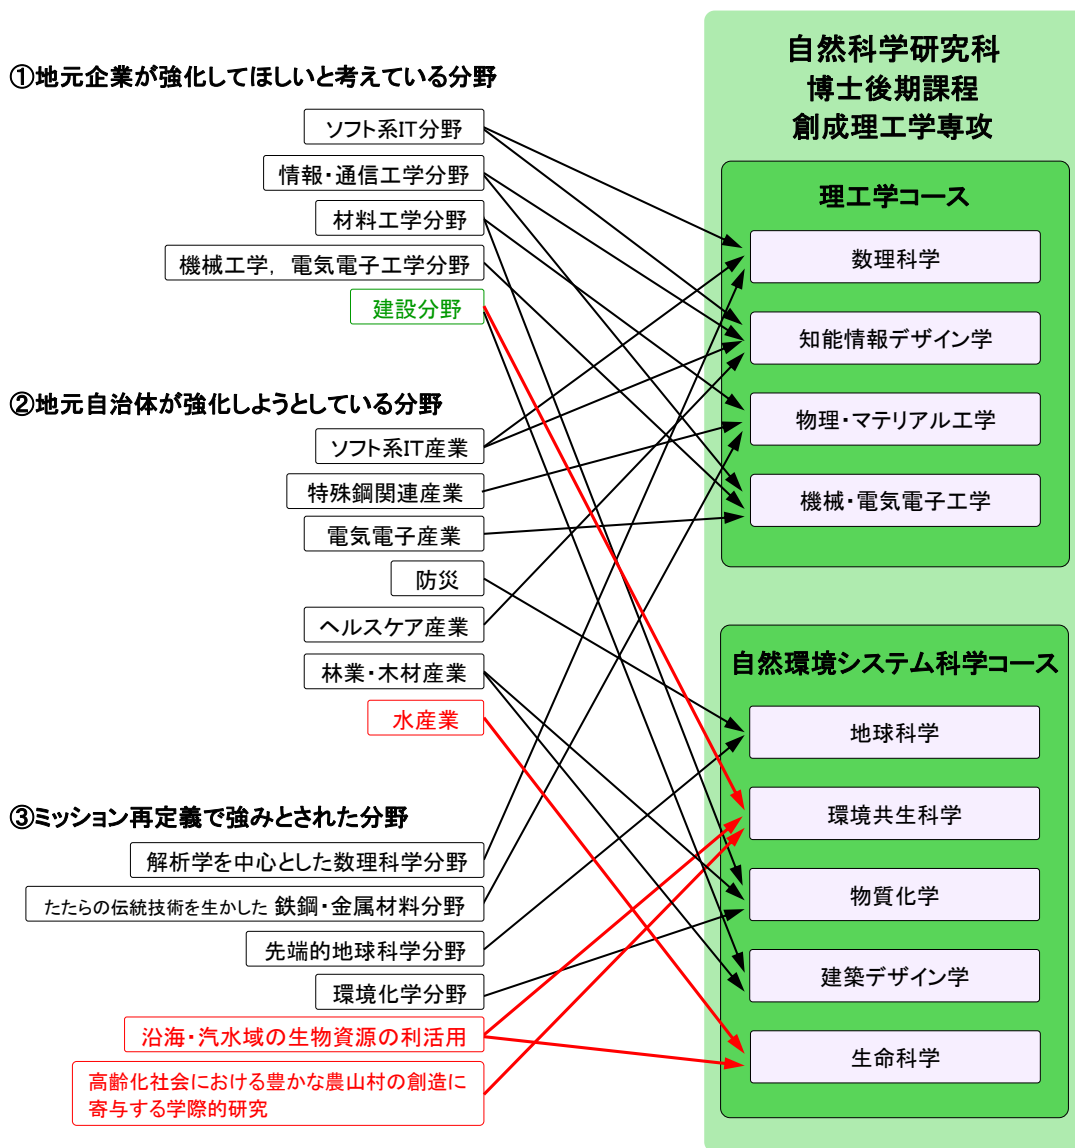 ①地元企業が強化してほしいと考えている分野
ソフト系IT分野
情報・通信工学分野
材料工学分野
機械工学，電気電子工学分野
建設分野
②地元自治体が強化しようとしている分野
ソフト系IT産業
特殊鋼関連産業
電気電子産業
防災
ヘルスケア産業
林業・木材産業
水産業
③ミッション再定義で強みとされた分野
解析学を中心とした数理科学分野
たたらの伝統技術を生かした 鉄鋼・金属材料分野
先端的地球科学分野
環境化学分野
沿海・汽水域の生物資源の利活用
高齢化社会における豊かな農山村の創造に
寄与する学際的研究
自然科学研究科
博士後期課程
創成理工学専攻
理工学コース
数理科学
知能情報デザイン学
物理・マテリアル工学
機械・電気電子工学
自然環境システム科学コース
地球科学
環境共生科学
物質化学
建築デザイン学
生命科学